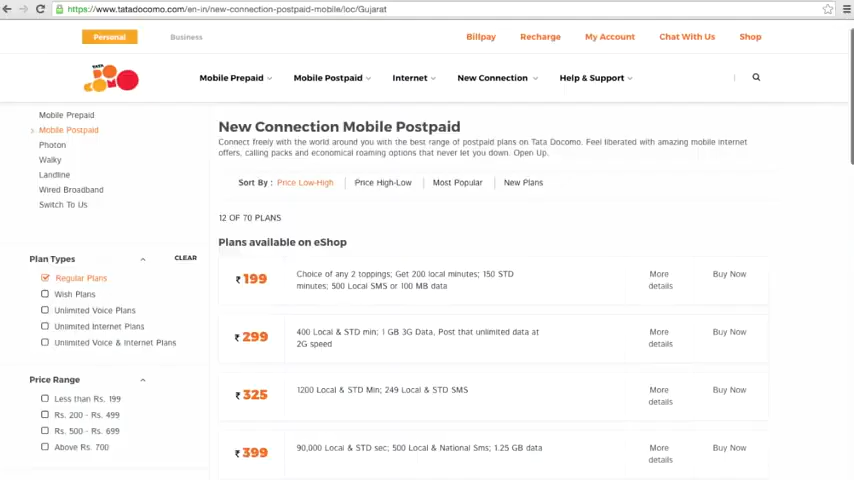 https://www.tatadocomo.com/en-in/new-connection-postpaid-mobile/loc/Gujarat
Personal
Business
Billpay
Recharge
My Account
Chat With Us
Shop
TATA
DOCOMO
Mobile Prepaid
Mobile Postpaid
Internet
New Connection
Help & Support
Mobile Prepaid
Mobile Postpaid
Photon
Walky
Landline
Wired Broadband
Switch To Us
New Connection Mobile Postpaid
Connect freely with the world around you with the best range of postpaid plans on Tata Docomo. Feel liberated with amazing mobile internet
offers, calling packs and economical roaming options that never let you down. Open Up.
Sort By : Price Low-High | Price High-Low | Most Popular | New Plans
12 OF 70 PLANS
Plans available on eShop
Plan Types
CLEAR
Regular Plans
Wish Plans
Unlimited Voice Plans
Unlimited Internet Plans
Unlimited Voice & Internet Plans
Price Range
Less than Rs. 199
Rs. 200 - Rs. 499
Rs. 500 - Rs. 699
Above Rs. 700
₹ 199
Choice of any 2 toppings; Get 200 local minutes; 150 STD
minutes; 500 Local SMS or 100 MB data
More
details
Buy Now
₹ 299
400 Local & STD min; 1 GB 3G Data, Post that unlimited data at
2G speed
More
details
Buy Now
₹ 325
1200 Local & STD Min; 249 Local & STD SMS
More
details
Buy Now
₹ 399
90,000 Local & STD sec; 500 Local & National Sms; 1.25 GB data
More
details
Buy Now